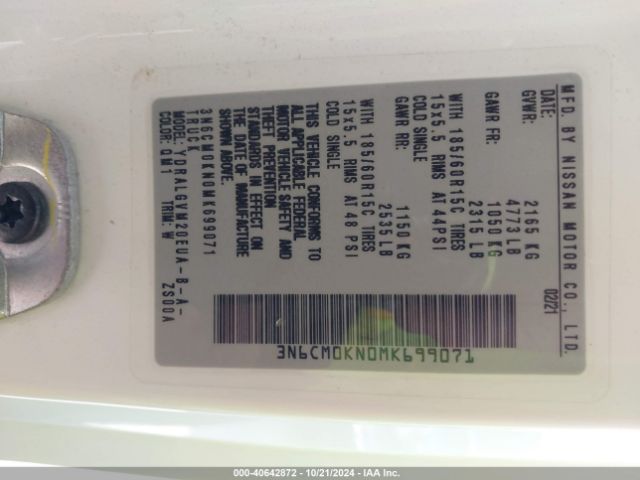 MFD. BY NISSAN MOTOR CO., LTD.
DATE: 02/21
GVWR: 2165 KG
4773 LB
GAWR FR: 1050 KG
2315 LB
WITH 185/60R15C TIRES
15x5.5 RIMS AT 44PSI
COLD SINGLE
GAWR RR: 1150 KG
2535 LB
WITH 185/60R15C TIRES
15x5.5 RIMS AT 48 PSI
COLD SINGLE
THIS VEHICLE CONFORMS TO
ALL APPLICABLE FEDERAL
MOTOR VEHICLE SAFETY AND
THEFT PREVENTION
STANDARDS IN EFFECT ON
THE DATE OF MANUFACTURE
SHOWN ABOVE.
3N6CM0KN0MK699071
TRUCK
MODEL: YDRALGVM20EUA-B-A-
ZS00A
COLOR: QM1 TRIM: W
3N6CM0KN0MK699071
000-40642872 - 10/21/2024 - IAA Inc.